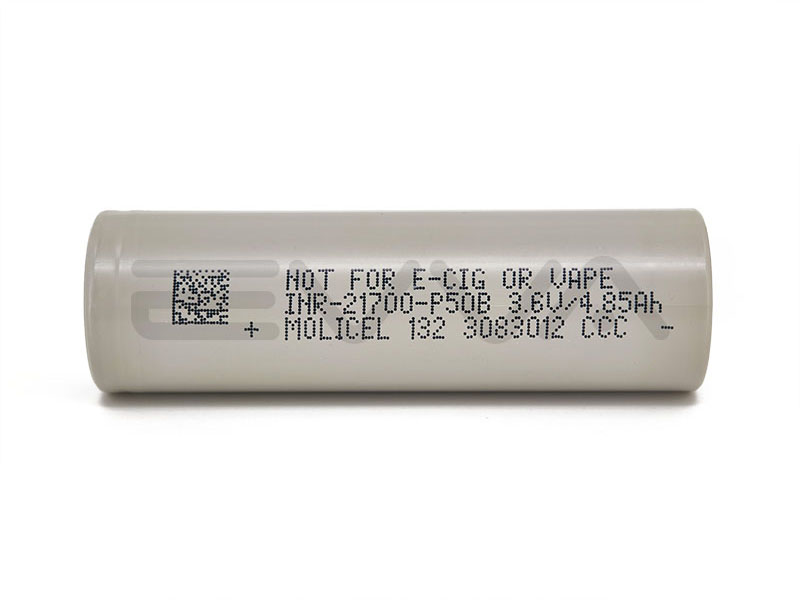 NOT FOR E-CIG OR VAPE
INR-21700-P50B 3.6V/4.85Ah
+ MOLICEL 132 3083012 CCC -